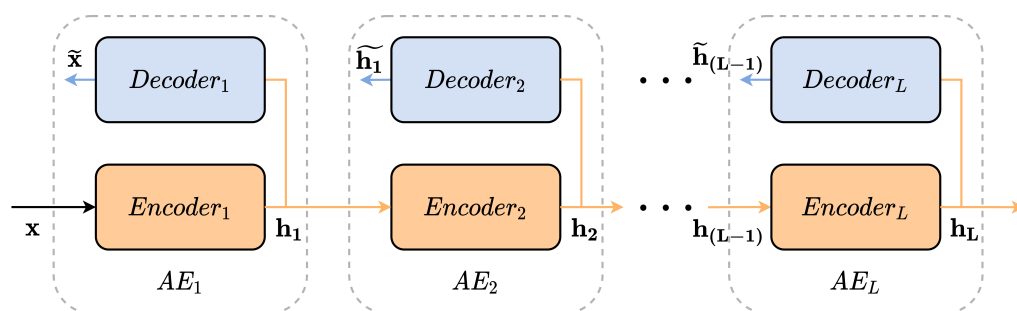 x̃ Decoder₁ h̃₁ Decoder₂ . . . h̃₍L−1₎ Decoder_L
Encoder₁ Encoder₂ . . . Encoder_L
x h₁ h₂ h₍L−1₎ h_L
AE₁ AE₂ AE_L